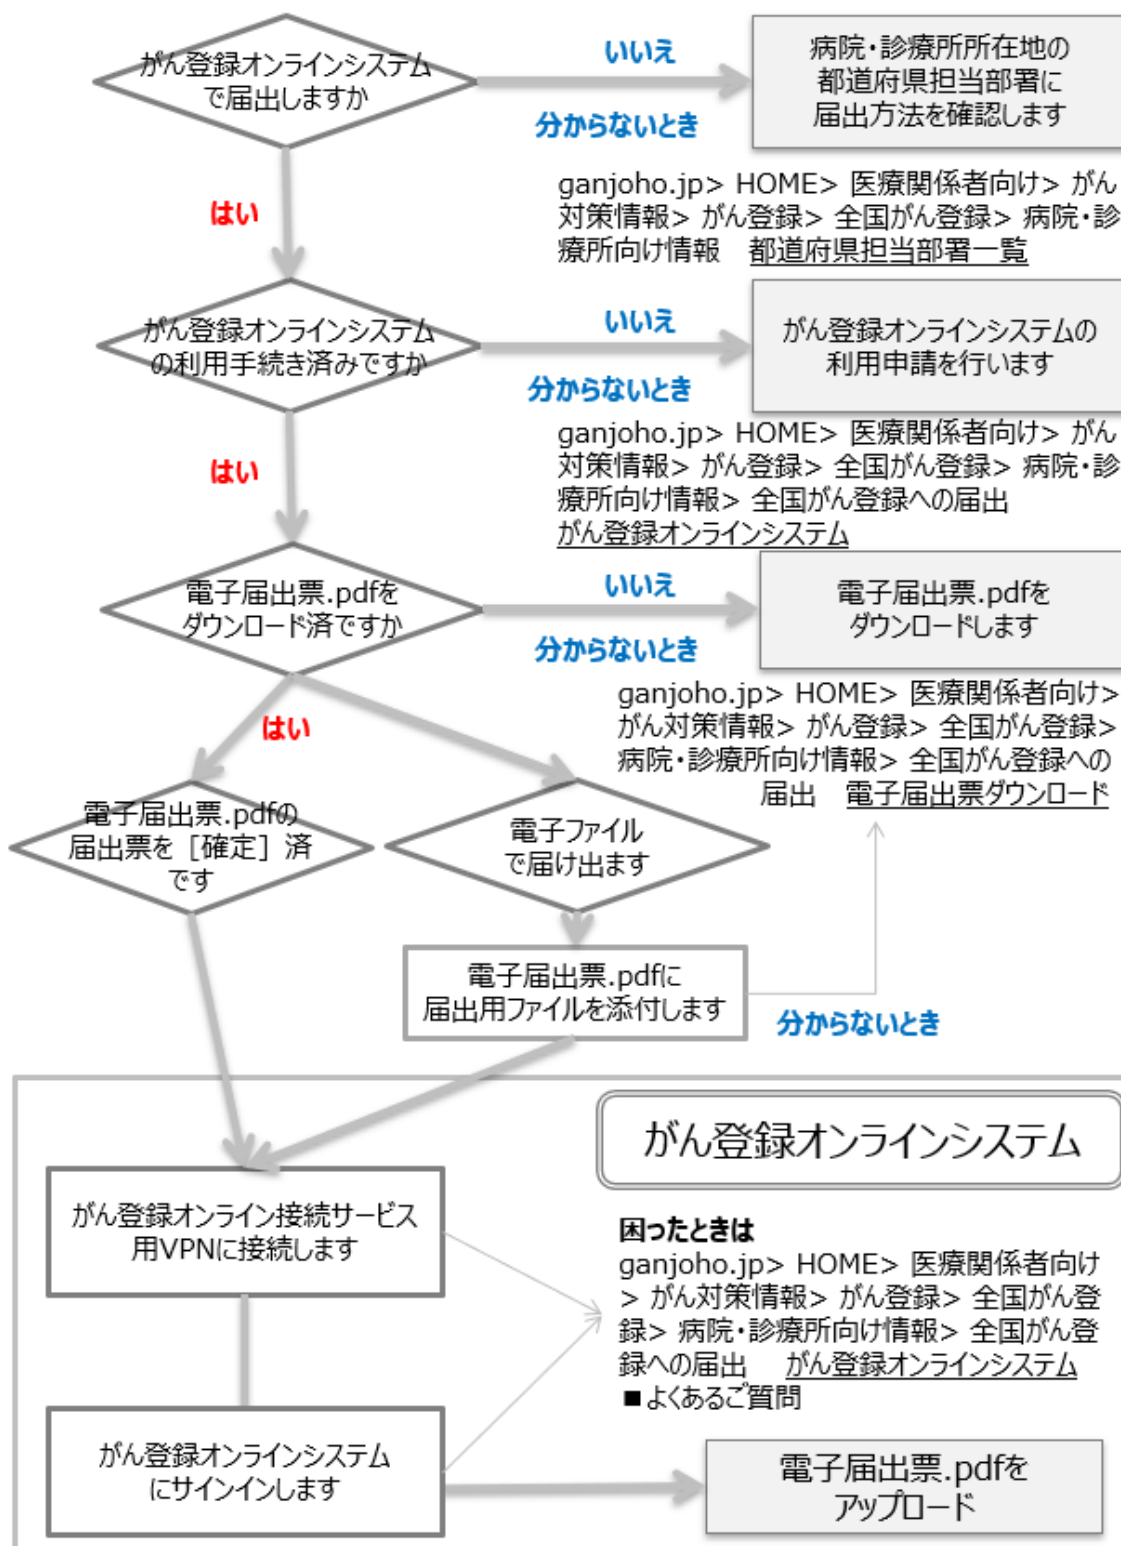 がん登録オンラインシステム
で届出しますか
いいえ
分からないとき
病院・診療所所在地の
都道府県担当部署に
届出方法を確認します
はい
ganjoho.jp> HOME> 医療関係者向け> がん
対策情報> がん登録> 全国がん登録> 病院・診
療所向け情報　都道府県担当部署一覧
がん登録オンラインシステム
の利用手続き済みですか
いいえ
分からないとき
がん登録オンラインシステムの
利用申請を行います
はい
ganjoho.jp> HOME> 医療関係者向け> がん
対策情報> がん登録> 全国がん登録> 病院・診
療所向け情報> 全国がん登録への届出
がん登録オンラインシステム
電子届出票.pdfを
ダウンロード済ですか
いいえ
分からないとき
電子届出票.pdfを
ダウンロードします
はい
ganjoho.jp> HOME> 医療関係者向け>
がん対策情報> がん登録> 全国がん登録>
病院・診療所向け情報> 全国がん登録への
届出　電子届出票ダウンロード
電子届出票.pdfの
届出票を［確定］済
です
電子ファイル
で届け出ます
電子届出票.pdfに
届出用ファイルを添付します
分からないとき
がん登録オンラインシステム
がん登録オンライン接続サービス
用VPNに接続します
困ったときは
ganjoho.jp> HOME> 医療関係者向け
> がん対策情報> がん登録> 全国がん登
録> 病院・診療所向け情報> 全国がん登
録への届出　がん登録オンラインシステム
■よくあるご質問
がん登録オンラインシステム
にサインインします
電子届出票.pdfを
アップロード